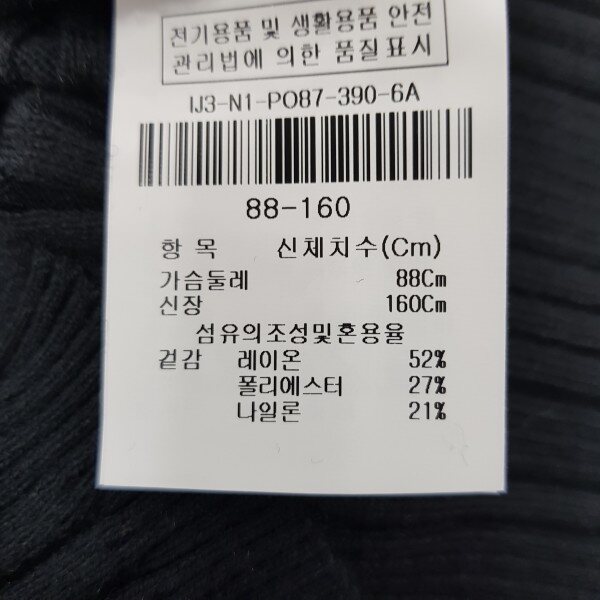 전기용품 및 생활용품 안전
관리법에 의한 품질표시
IJ3-N1-PO87-390-6A
88-160
항 목 신체치수(Cm)
가슴둘레 88Cm
신장 160Cm
섬유의조성및혼용율
겉감 레이온 52%
폴리에스터 27%
나일론 21%